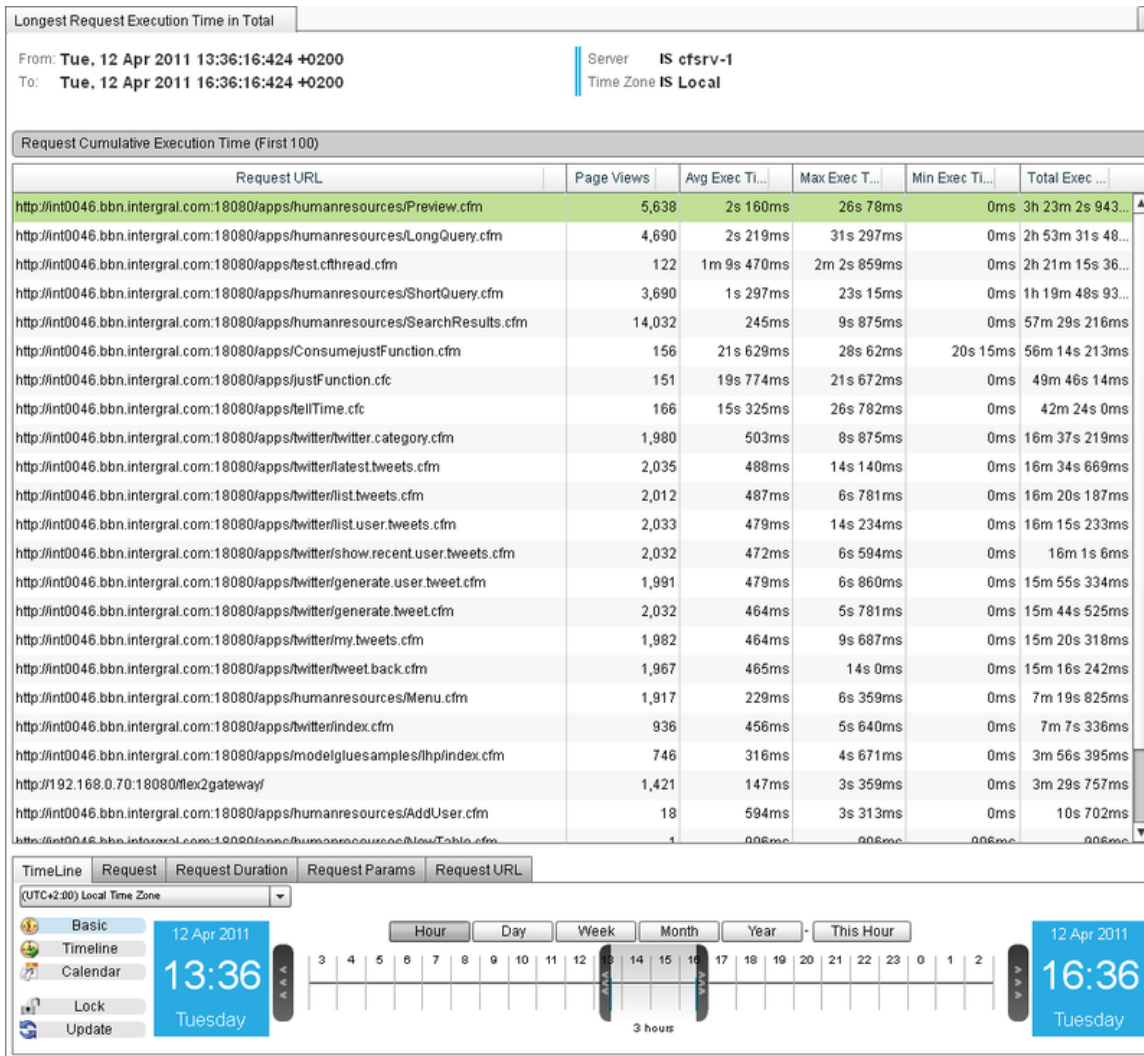 Longest Request Execution Time in Total
From: Tue, 12 Apr 2011 13:36:16:424 +0200
To: Tue, 12 Apr 2011 16:36:16:424 +0200
Server IS cfsrv-1
Time Zone IS Local
Request Cumulative Execution Time (First 100)
Request URL Page Views Avg Exec Ti... Max Exec T... Min Exec Ti... Total Exec ...
http://int0046.bbn.intergral.com:18080/apps/humanresources/Preview.cfm 5,638 2s 160ms 26s 78ms 0ms 3h 23m 2s 943...
http://int0046.bbn.intergral.com:18080/apps/humanresources/LongQuery.cfm 4,690 2s 219ms 31s 297ms 0ms 2h 53m 31s 48...
http://int0046.bbn.intergral.com:18080/apps/test.cfthread.cfm 122 1m 9s 470ms 2m 2s 859ms 0ms 2h 21m 15s 36...
http://int0046.bbn.intergral.com:18080/apps/humanresources/ShortQuery.cfm 3,690 1s 297ms 23s 15ms 0ms 1h 19m 48s 93...
http://int0046.bbn.intergral.com:18080/apps/humanresources/SearchResults.cfm 14,032 245ms 9s 875ms 0ms 57m 29s 216ms
http://int0046.bbn.intergral.com:18080/apps/ConsumejustFunction.cfm 156 21s 629ms 28s 62ms 20s 15ms 56m 14s 213ms
http://int0046.bbn.intergral.com:18080/apps/justFunction.cfc 151 19s 774ms 21s 672ms 0ms 49m 46s 14ms
http://int0046.bbn.intergral.com:18080/apps/tellTime.cfc 166 15s 325ms 26s 782ms 0ms 42m 24s 0ms
http://int0046.bbn.intergral.com:18080/apps/twitter/twitter.category.cfm 1,980 503ms 8s 875ms 0ms 16m 37s 219ms
http://int0046.bbn.intergral.com:18080/apps/twitter/latest.tweets.cfm 2,035 488ms 14s 140ms 0ms 16m 34s 669ms
http://int0046.bbn.intergral.com:18080/apps/twitter/list.tweets.cfm 2,012 487ms 6s 781ms 0ms 16m 20s 187ms
http://int0046.bbn.intergral.com:18080/apps/twitter/list.user.tweets.cfm 2,033 479ms 14s 234ms 0ms 16m 15s 233ms
http://int0046.bbn.intergral.com:18080/apps/twitter/show.recent.user.tweets.cfm 2,032 472ms 6s 594ms 0ms 16m 1s 6ms
http://int0046.bbn.intergral.com:18080/apps/twitter/generate.user.tweet.cfm 1,991 479ms 6s 860ms 0ms 15m 55s 334ms
http://int0046.bbn.intergral.com:18080/apps/twitter/generate.tweet.cfm 2,032 464ms 5s 781ms 0ms 15m 44s 525ms
http://int0046.bbn.intergral.com:18080/apps/twitter/my.tweets.cfm 1,982 464ms 9s 687ms 0ms 15m 20s 318ms
http://int0046.bbn.intergral.com:18080/apps/twitter/tweet.back.cfm 1,967 465ms 14s 0ms 0ms 15m 16s 242ms
http://int0046.bbn.intergral.com:18080/apps/humanresources/Menu.cfm 1,917 229ms 6s 359ms 0ms 7m 19s 825ms
http://int0046.bbn.intergral.com:18080/apps/twitter/index.cfm 936 456ms 5s 640ms 0ms 7m 7s 336ms
http://int0046.bbn.intergral.com:18080/apps/modelgluesamples/lhp/index.cfm 746 316ms 4s 671ms 0ms 3m 56s 395ms
http://192.168.0.70:18080/flex2gateway/ 1,421 147ms 3s 359ms 0ms 3m 29s 757ms
http://int0046.bbn.intergral.com:18080/apps/humanresources/AddUser.cfm 18 594ms 3s 313ms 0ms 10s 702ms
http://int0046.bbn.intergral.com:18080/apps/humanresources/NewTable.cfm 1 906ms 906ms 906ms 906ms
TimeLine Request Request Duration Request Params Request URL
(UTC+2:00) Local Time Zone
Basic
Timeline
Calendar
Lock
Update
12 Apr 2011
13:36
Tuesday
Hour Day Week Month Year - This Hour
3 4 5 6 7 8 9 10 11 12 13 14 15 16 17 18 19 20 21 22 23 0 1 2
3 hours
12 Apr 2011
16:36
Tuesday